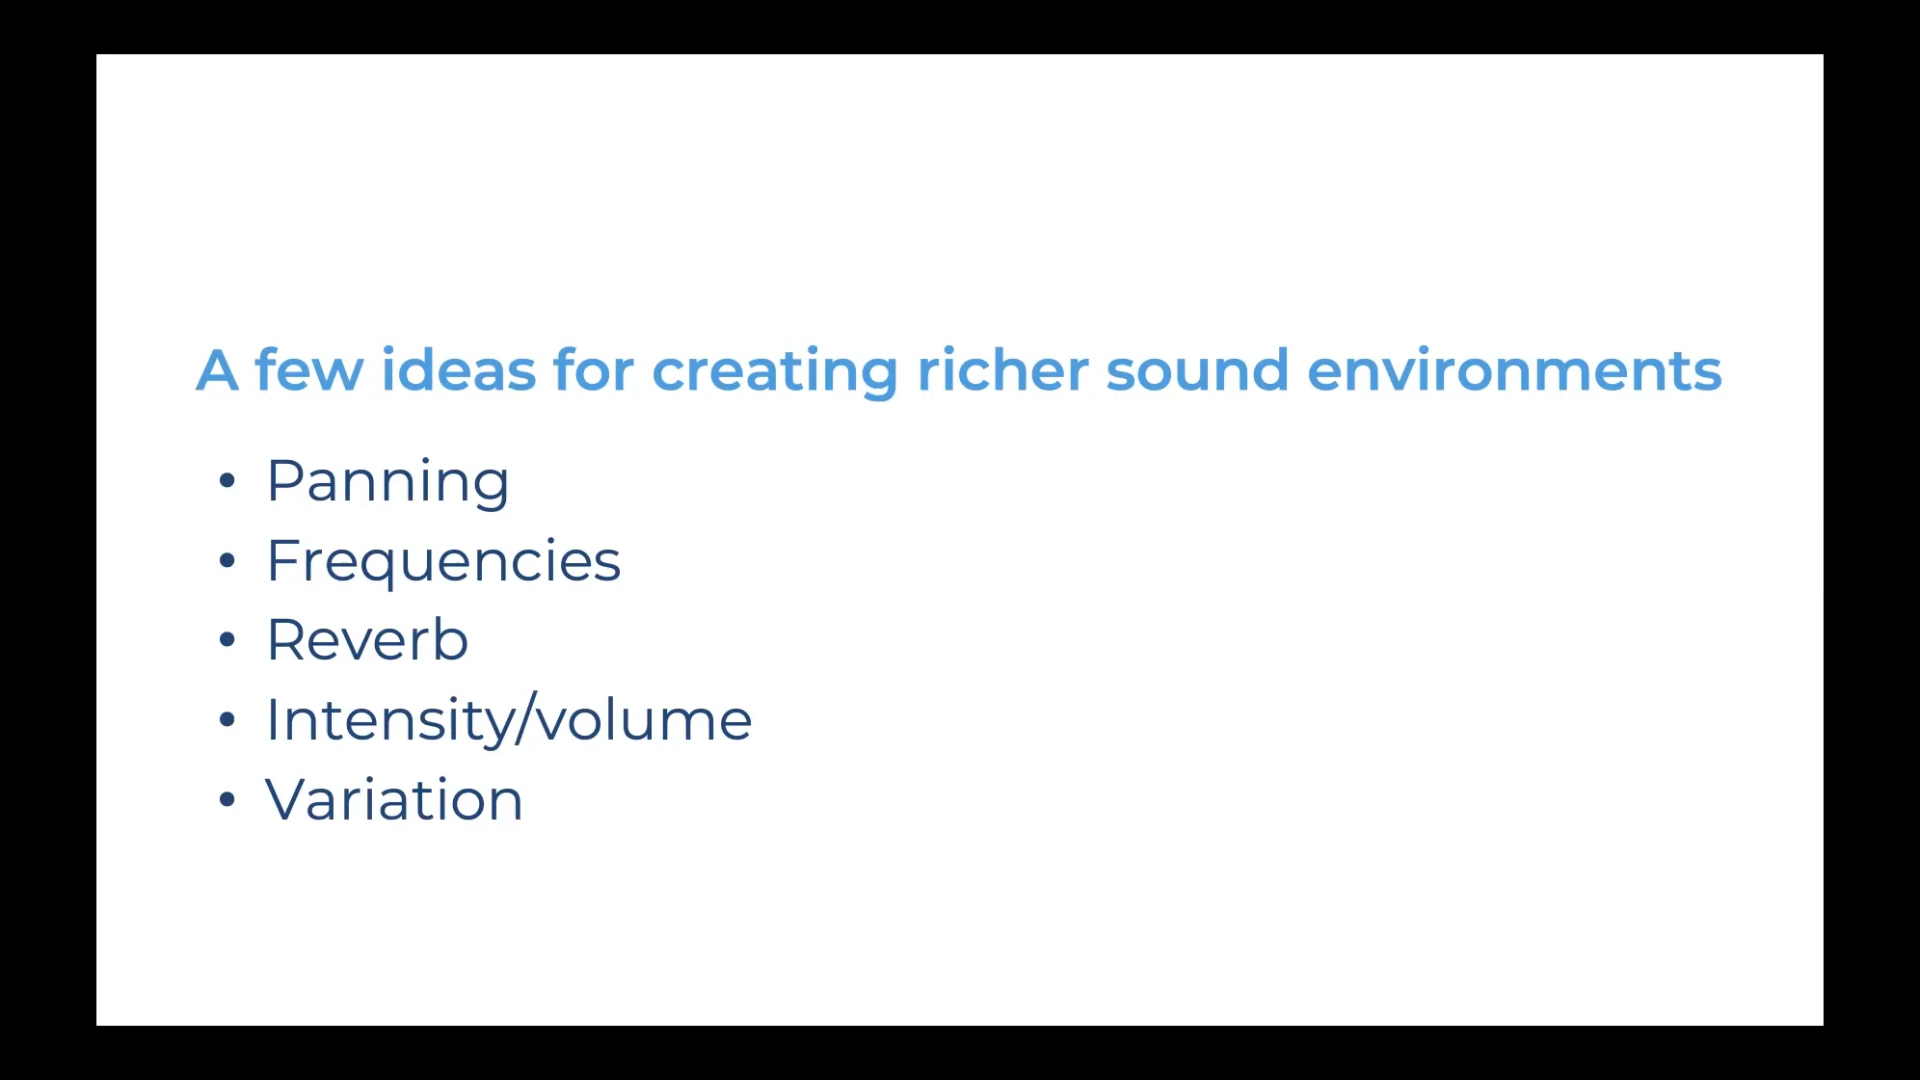 A few ideas for creating richer sound environments
• Panning
• Frequencies
• Reverb
• Intensity/volume
• Variation